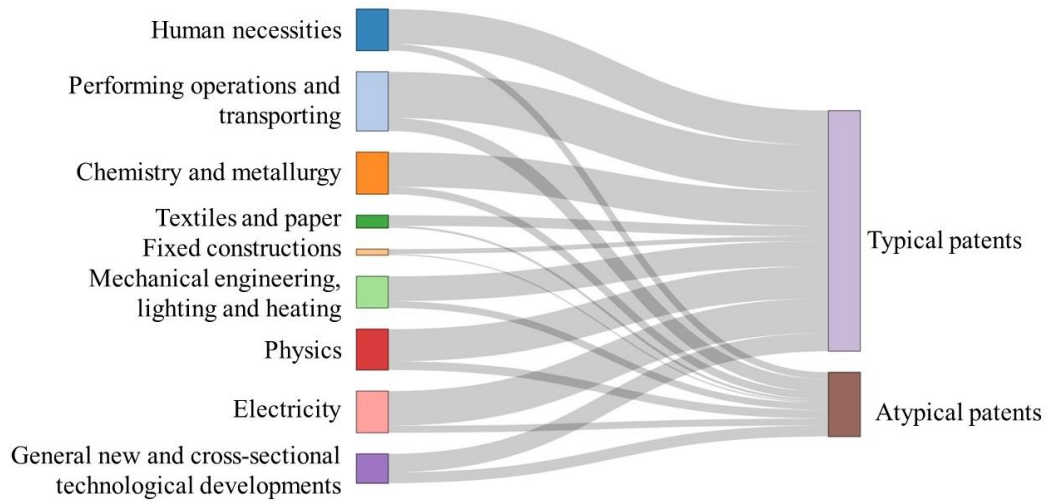 Human necessities
Performing operations and
transporting
Chemistry and metallurgy
Textiles and paper
Fixed constructions
Mechanical engineering,
lighting and heating
Physics
Electricity
General new and cross-sectional
technological developments
Typical patents
Atypical patents